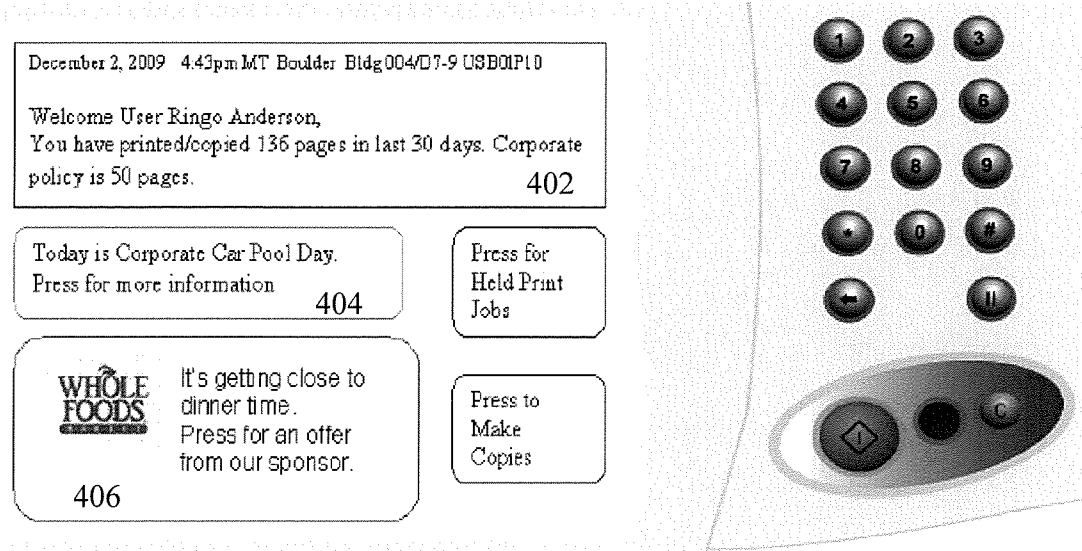 December 2, 2009 4:43pm MT Boulder Bldg 004/D7-9 USB01P10
Welcome User Ringo Anderson,
You have printed/copied 136 pages in last 30 days. Corporate
policy is 50 pages.
402
Today is Corporate Car Pool Day.
Press for more information
404
Press for
Held Print
Jobs
WHOLE
FOODS
It's getting close to
dinner time.
Press for an offer
from our sponsor.
406
Press to
Make
Copies
1 2 3
4 5 6
7 8 9
* 0 #
C